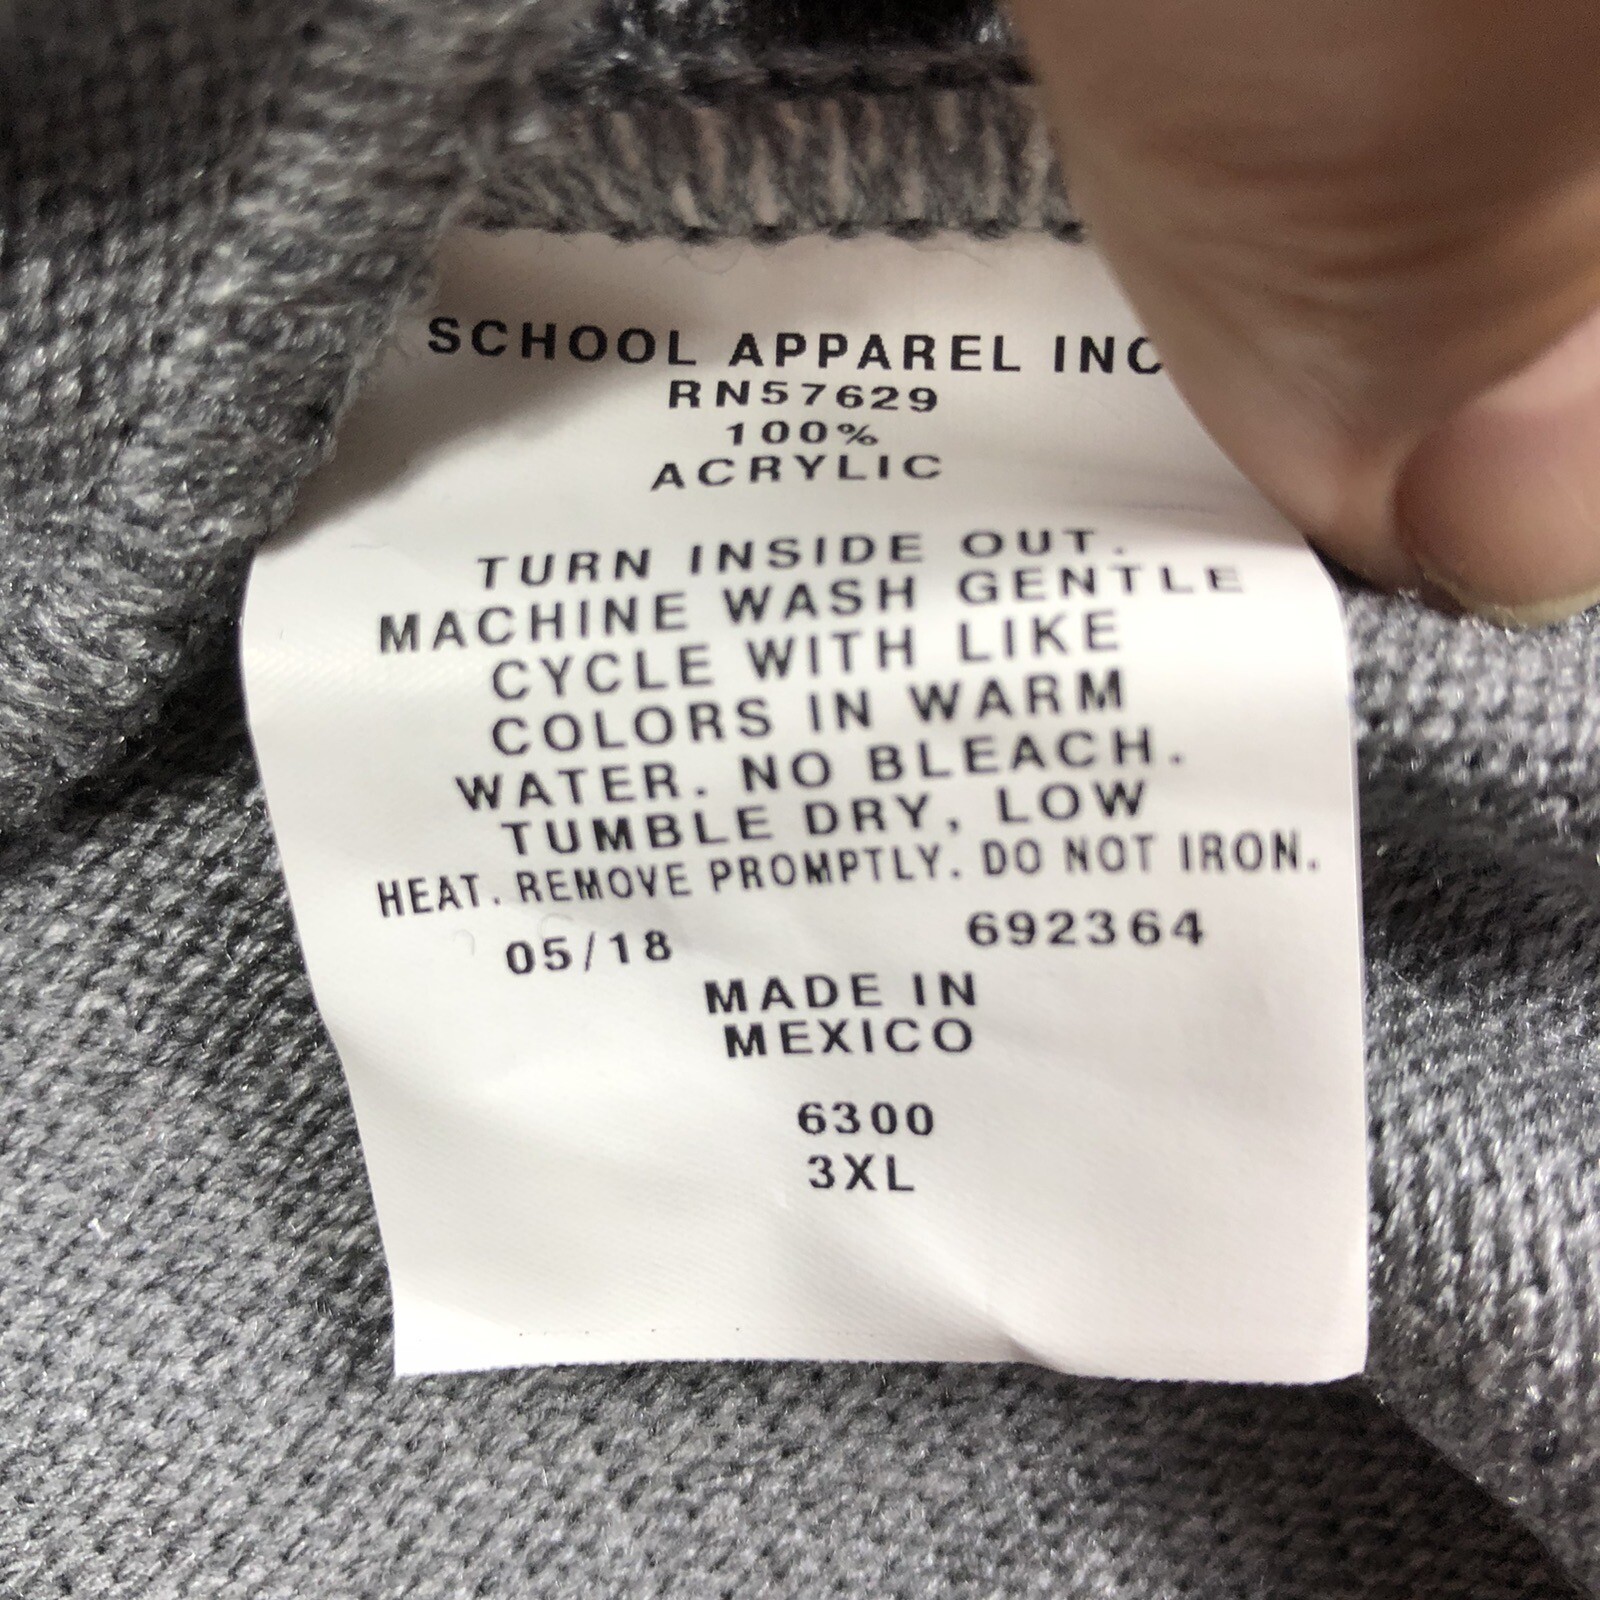 SCHOOL APPAREL INC
RN57629
100%
ACRYLIC
TURN INSIDE OUT.
MACHINE WASH GENTLE
CYCLE WITH LIKE
COLORS IN WARM
WATER. NO BLEACH.
TUMBLE DRY, LOW
HEAT. REMOVE PROMPTLY. DO NOT IRON.
05/18 692364
MADE IN
MEXICO
6300
3XL